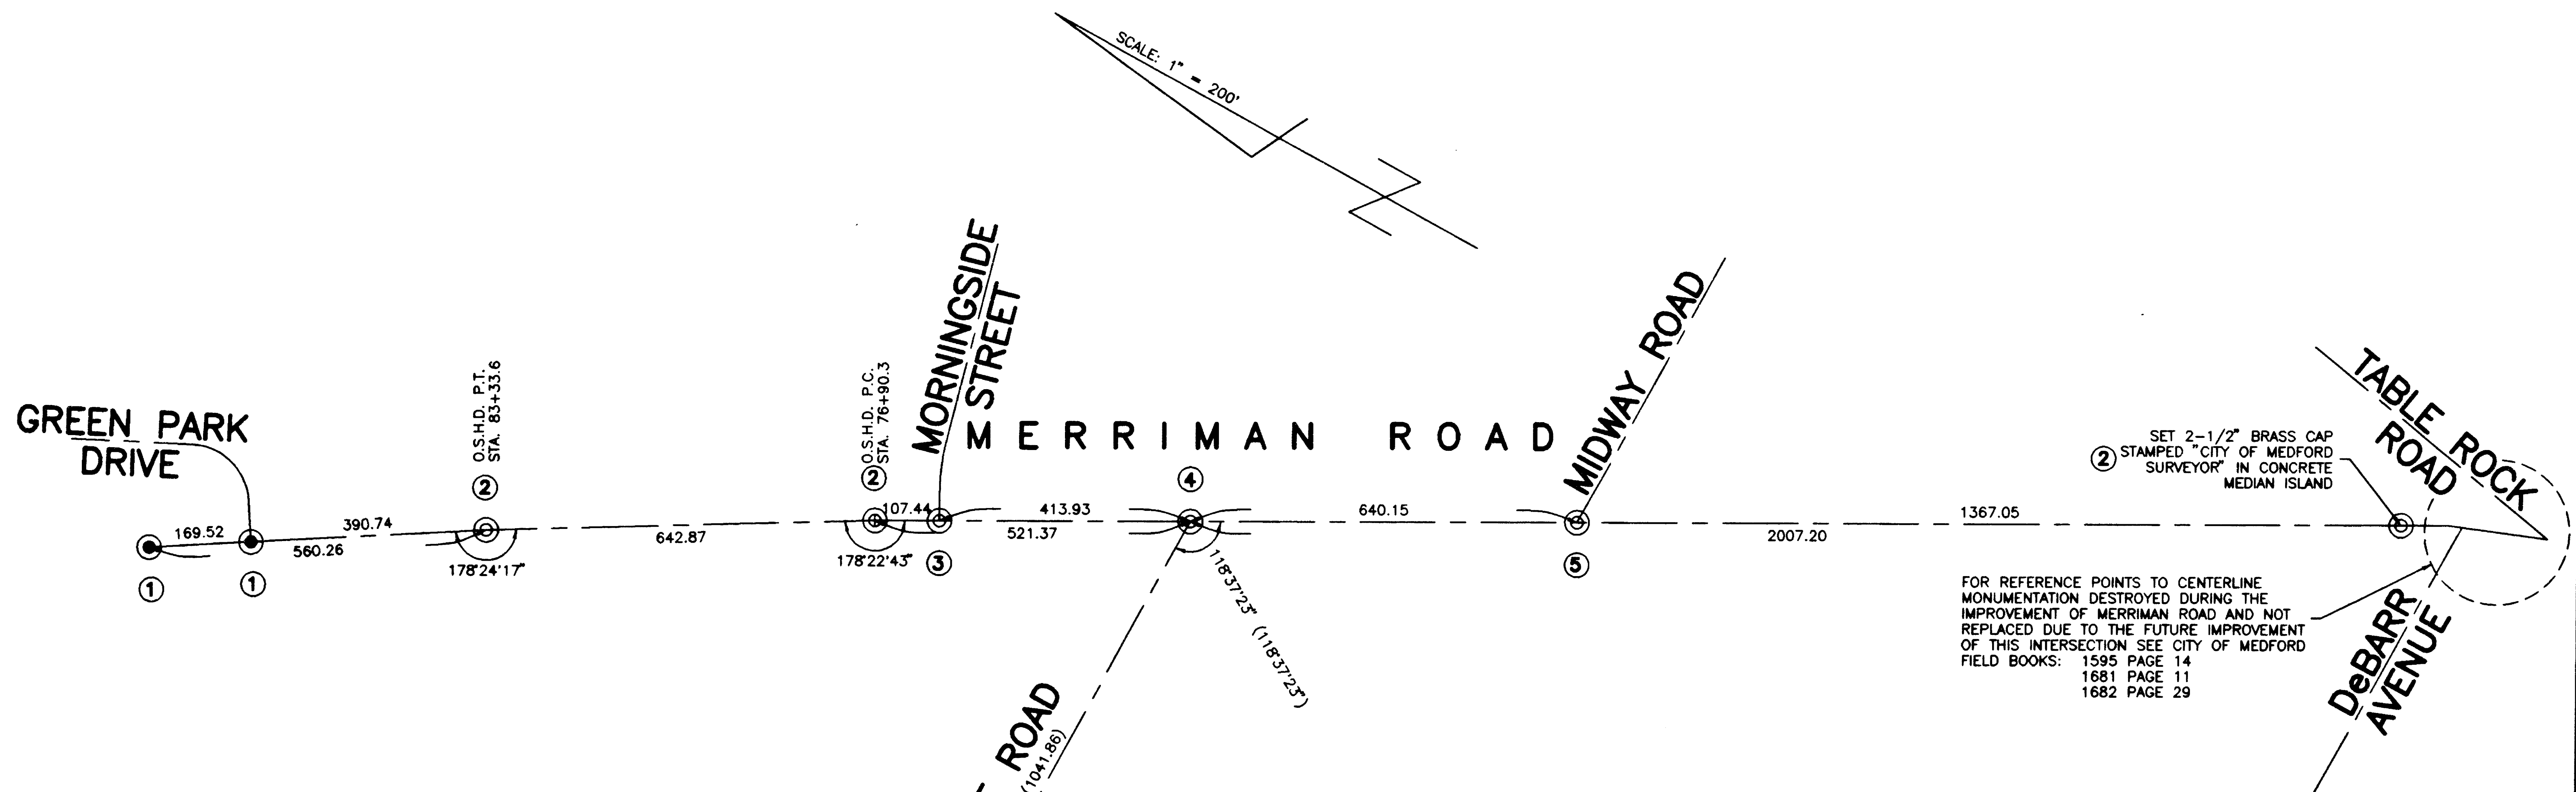 SCALE: 1" = 200'
GREEN PARK
DRIVE
169.52
390.74
560.26
1
1
O.S.H.D. P.T.
STA. 83+33.6
2
178°24'17"
642.87
O.S.H.D. P.C.
STA. 76+90.3
2
178°22'43"
MORNINGSIDE
STREET
107.44
3
413.93
521.37
MERRIMAN ROAD
4
118°37'23" (118°37'23")
ROAD
(1041.86)
640.15
MIDWAY ROAD
5
1367.05
2007.20
2
SET 2-1/2" BRASS CAP
STAMPED "CITY OF MEDFORD
SURVEYOR" IN CONCRETE
MEDIAN ISLAND
TABLE ROCK
ROAD
FOR REFERENCE POINTS TO CENTERLINE
MONUMENTATION DESTROYED DURING THE
IMPROVEMENT OF MERRIMAN ROAD AND NOT
REPLACED DUE TO THE FUTURE IMPROVEMENT
OF THIS INTERSECTION SEE CITY OF MEDFORD
FIELD BOOKS: 1595 PAGE 14
1681 PAGE 11
1682 PAGE 29
DeBARR
AVENUE